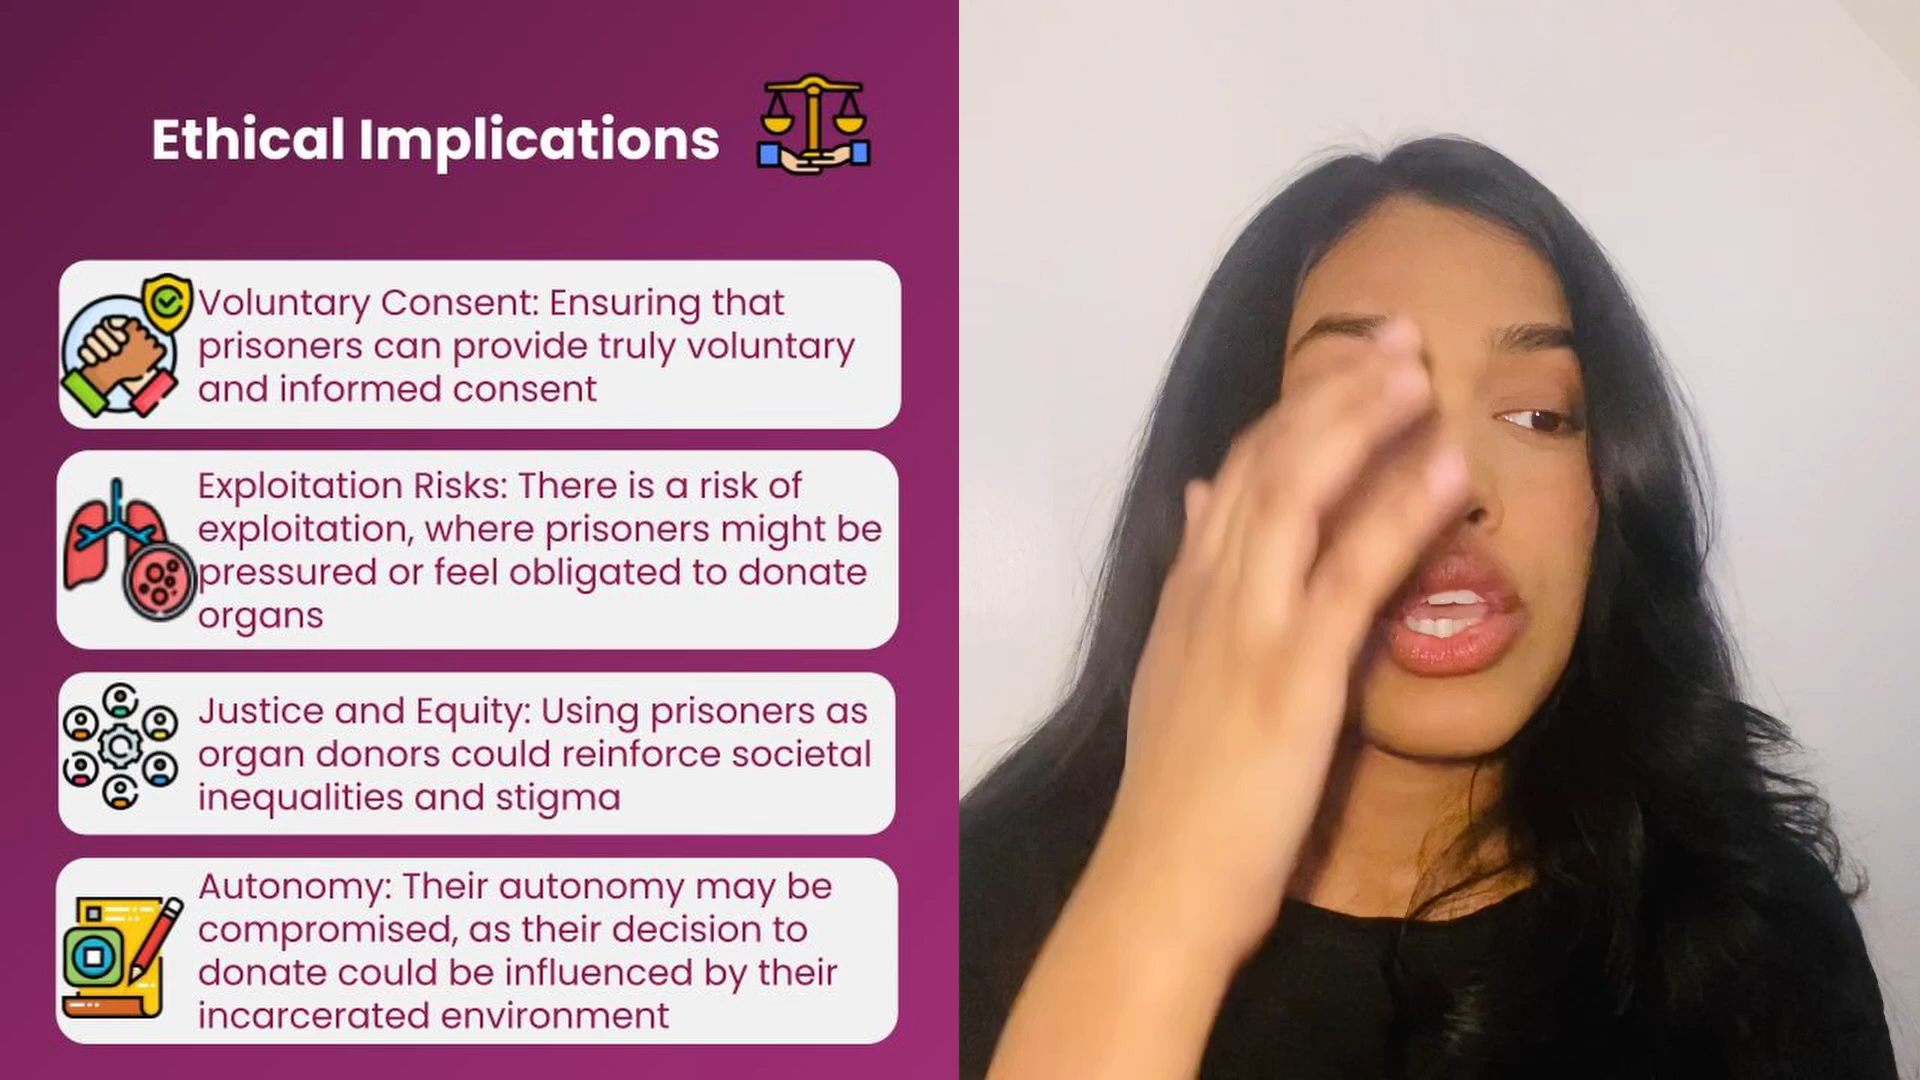 Ethical Implications
Voluntary Consent: Ensuring that
prisoners can provide truly voluntary
and informed consent
Exploitation Risks: There is a risk of
exploitation, where prisoners might be
pressured or feel obligated to donate
organs
Justice and Equity: Using prisoners as
organ donors could reinforce societal
inequalities and stigma
Autonomy: Their autonomy may be
compromised, as their decision to
donate could be influenced by their
incarcerated environment